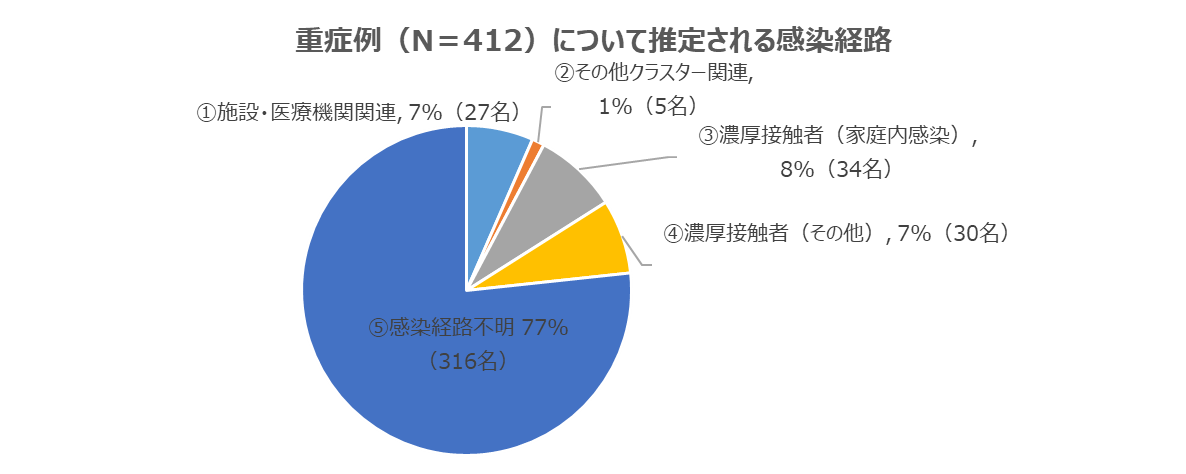 重症例（N＝412）について推定される感染経路
②その他クラスター関連,
1%（5名）
①施設・医療機関関連, 7%（27名）
③濃厚接触者（家庭内感染）,
8%（34名）
④濃厚接触者（その他）, 7%（30名）
⑤感染経路不明 77%
（316名）